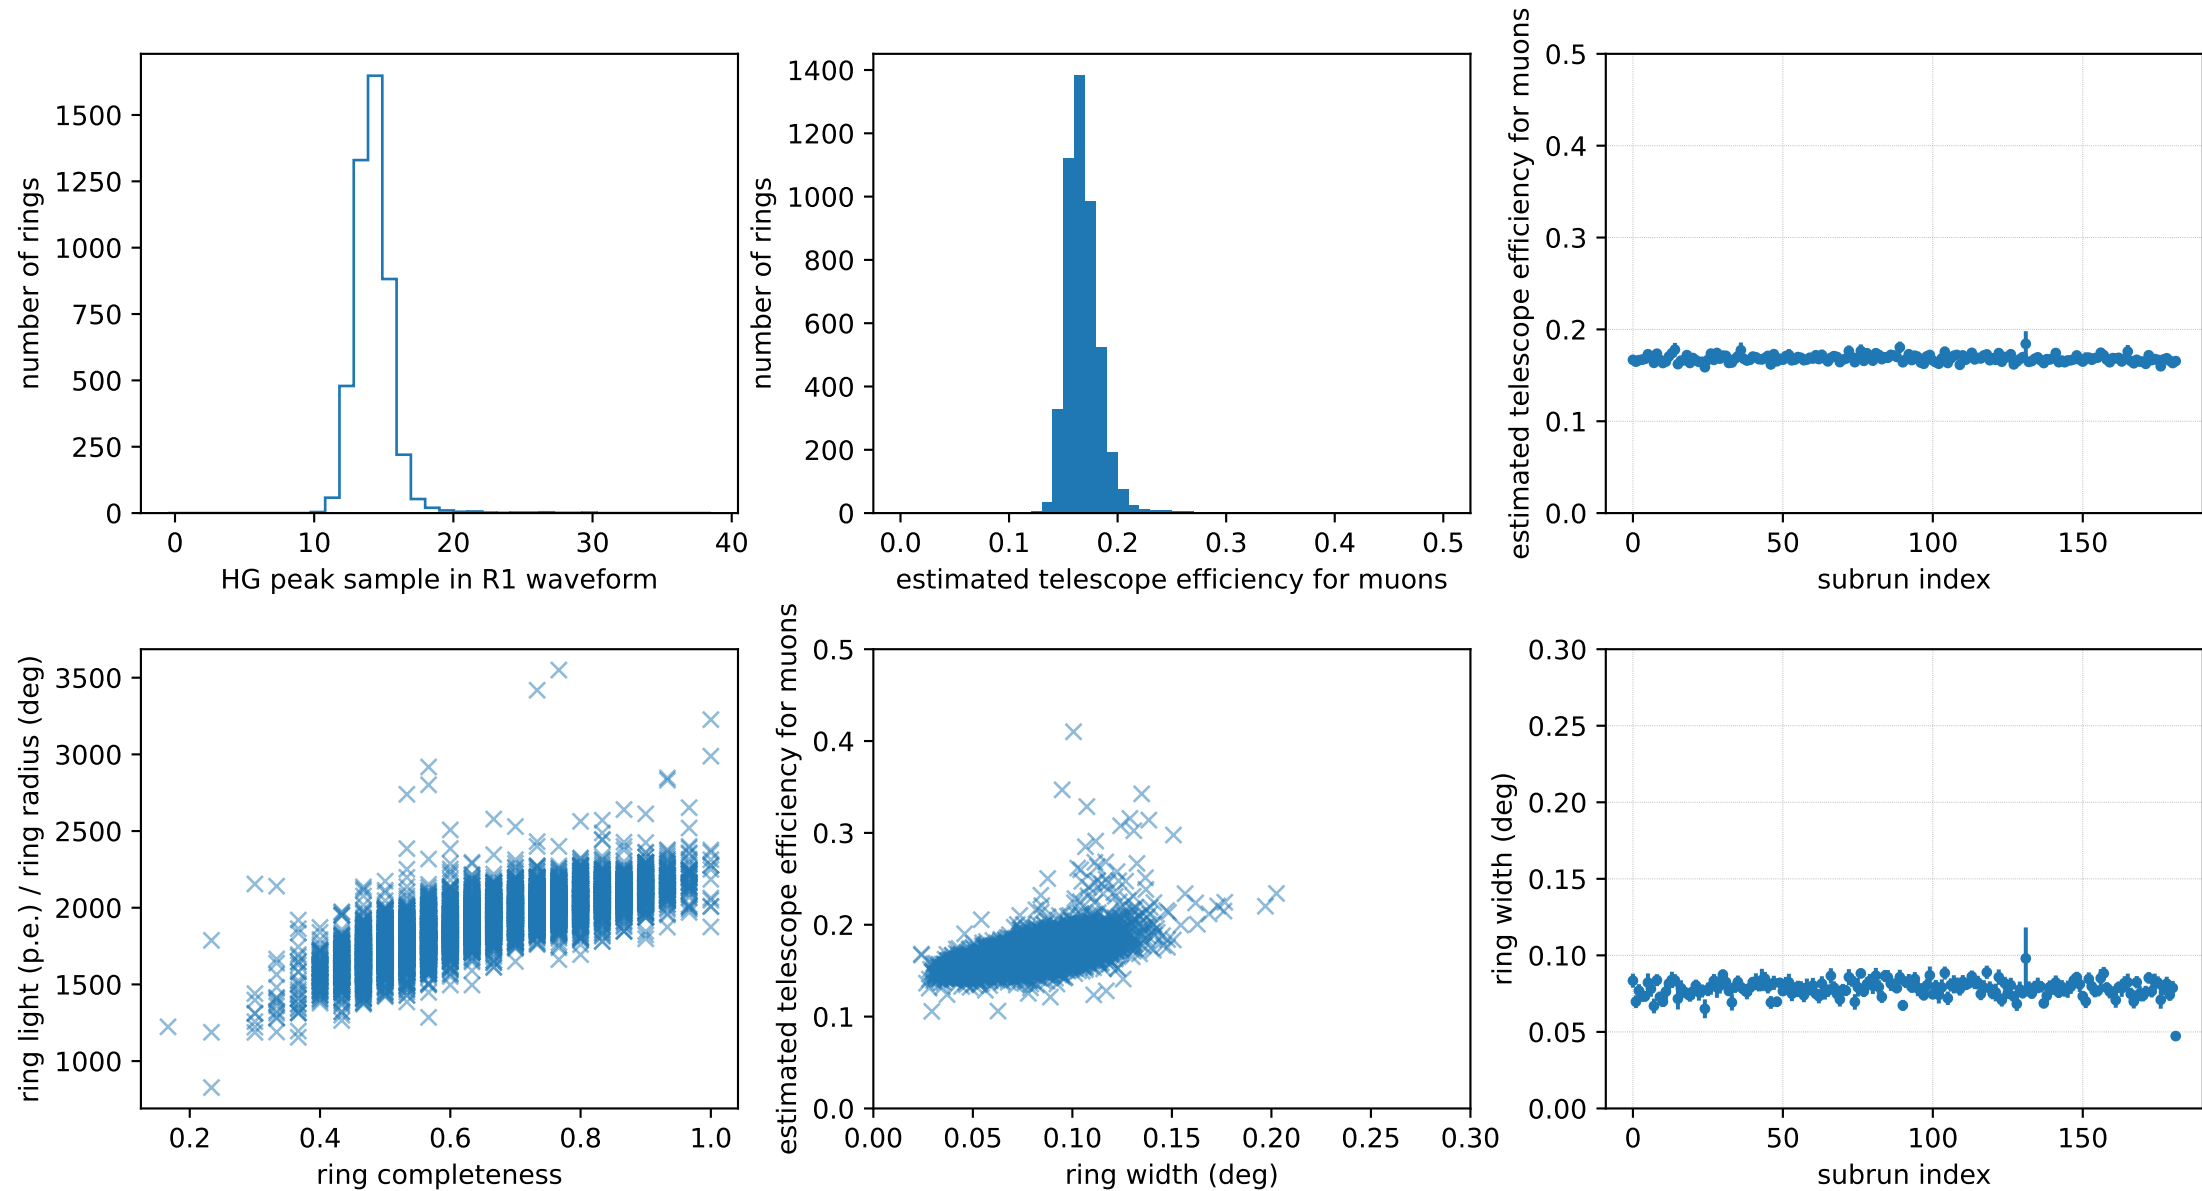 number of rings
1500
1250
1000
750
500
250
0
0 10 20 30 40
HG peak sample in R1 waveform
number of rings
1400
1200
1000
800
600
400
200
0
0.0 0.1 0.2 0.3 0.4 0.5
estimated telescope efficiency for muons
estimated telescope efficiency for muons
0.5
0.4
0.3
0.2
0.1
0.0
0 50 100 150
subrun index
ring light (p.e.) / ring radius (deg)
3500
3000
2500
2000
1500
1000
0.2 0.4 0.6 0.8 1.0
ring completeness
estimated telescope efficiency for muons
0.5
0.4
0.3
0.2
0.1
0.0
0.00 0.05 0.10 0.15 0.20 0.25 0.30
ring width (deg)
ring width (deg)
0.30
0.25
0.20
0.15
0.10
0.05
0.00
0 50 100 150
subrun index